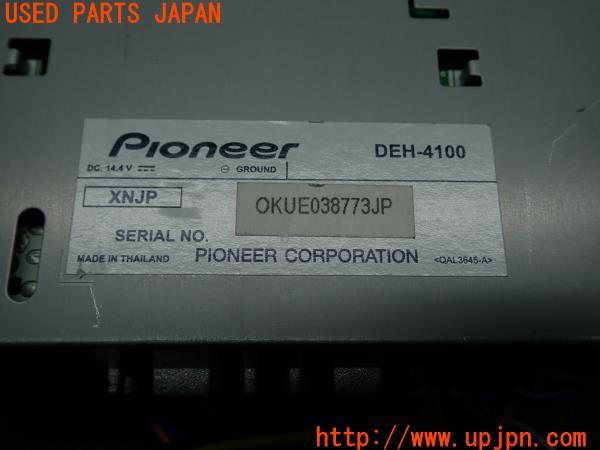 USED PARTS JAPAN
Pioneer
DEH-4100
DC. 14.4 V ⎓ ⊖ GROUND
XNJP
OKUE038773JP
SERIAL NO.
MADE IN THAILAND PIONEER CORPORATION <QAL3645-A>
http://www.upjpn.com/